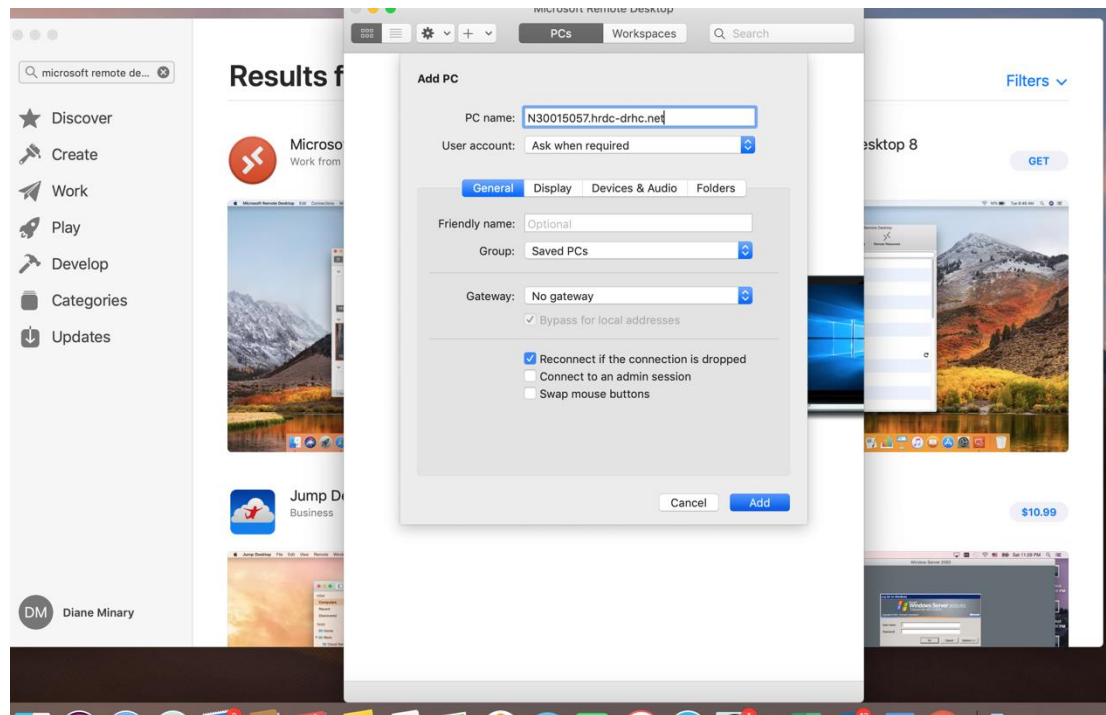 Microsoft Remote Desktop
PCs
Workspaces
Search
microsoft remote de...
Results f
Filters
Discover
Create
Work
Play
Develop
Categories
Updates
Microso
Work from
esktop 8
GET
Add PC
PC name: N30015057.hrdc-drhc.net
User account: Ask when required
General Display Devices & Audio Folders
Friendly name: Optional
Group: Saved PCs
Gateway: No gateway
Bypass for local addresses
Reconnect if the connection is dropped
Connect to an admin session
Swap mouse buttons
Cancel Add
Jump De
Business
$10.99
DM Diane Minary